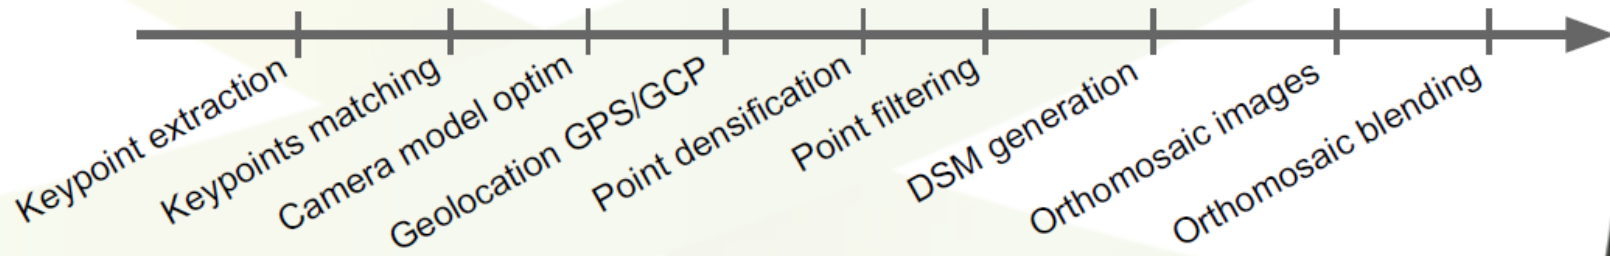 Keypoint extraction
Keypoints matching
Camera model optim
Geolocation GPS/GCP
Point densification
Point filtering
DSM generation
Orthomosaic images
Orthomosaic blending